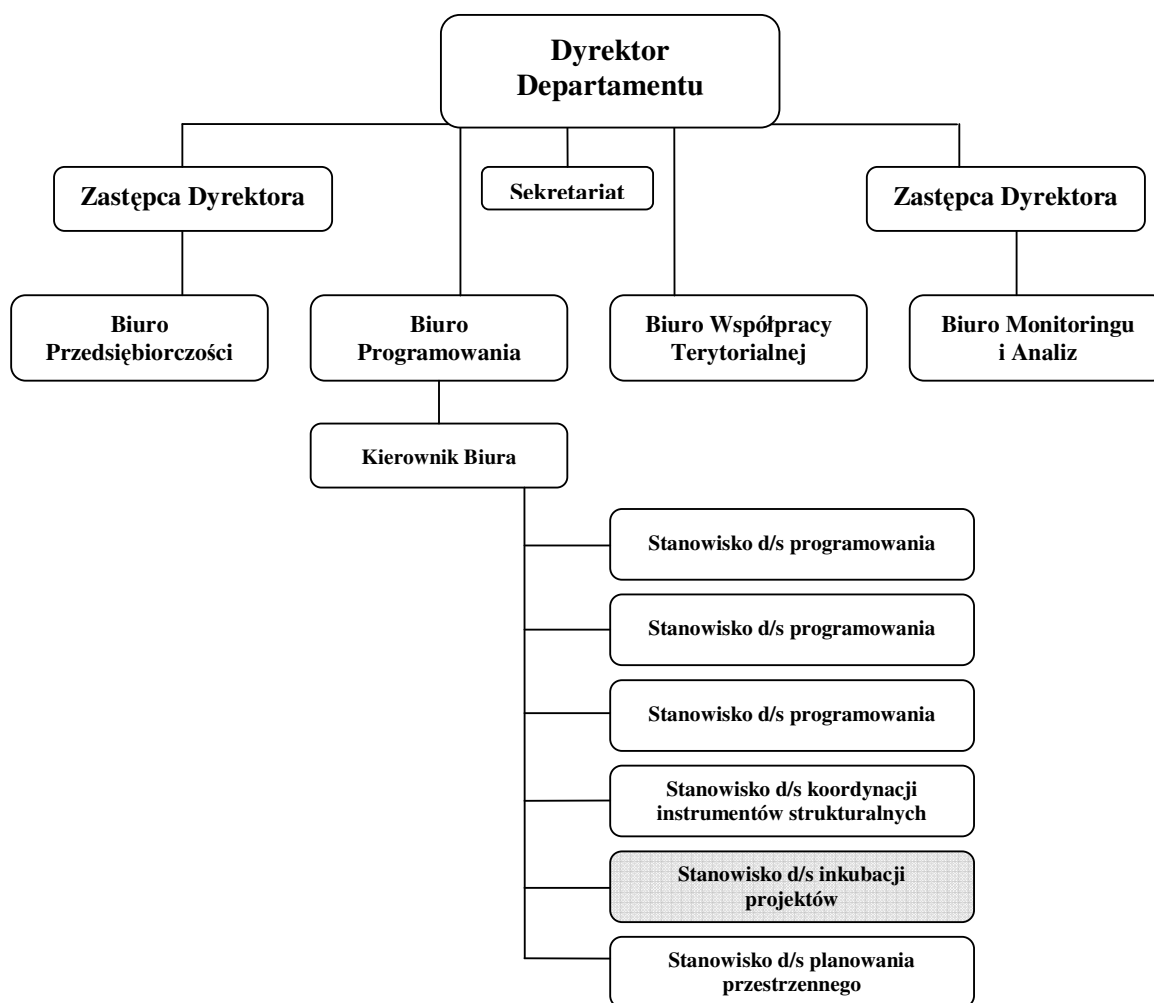 Dyrektor
Departamentu
Zastępca Dyrektora
Sekretariat
Zastępca Dyrektora
Biuro
Przedsiębiorczości
Biuro
Programowania
Biuro Współpracy
Terytorialnej
Biuro Monitoringu
i Analiz
Kierownik Biura
Stanowisko d/s programowania
Stanowisko d/s programowania
Stanowisko d/s programowania
Stanowisko d/s koordynacji
instrumentów strukturalnych
Stanowisko d/s inkubacji
projektów
Stanowisko d/s planowania
przestrzennego